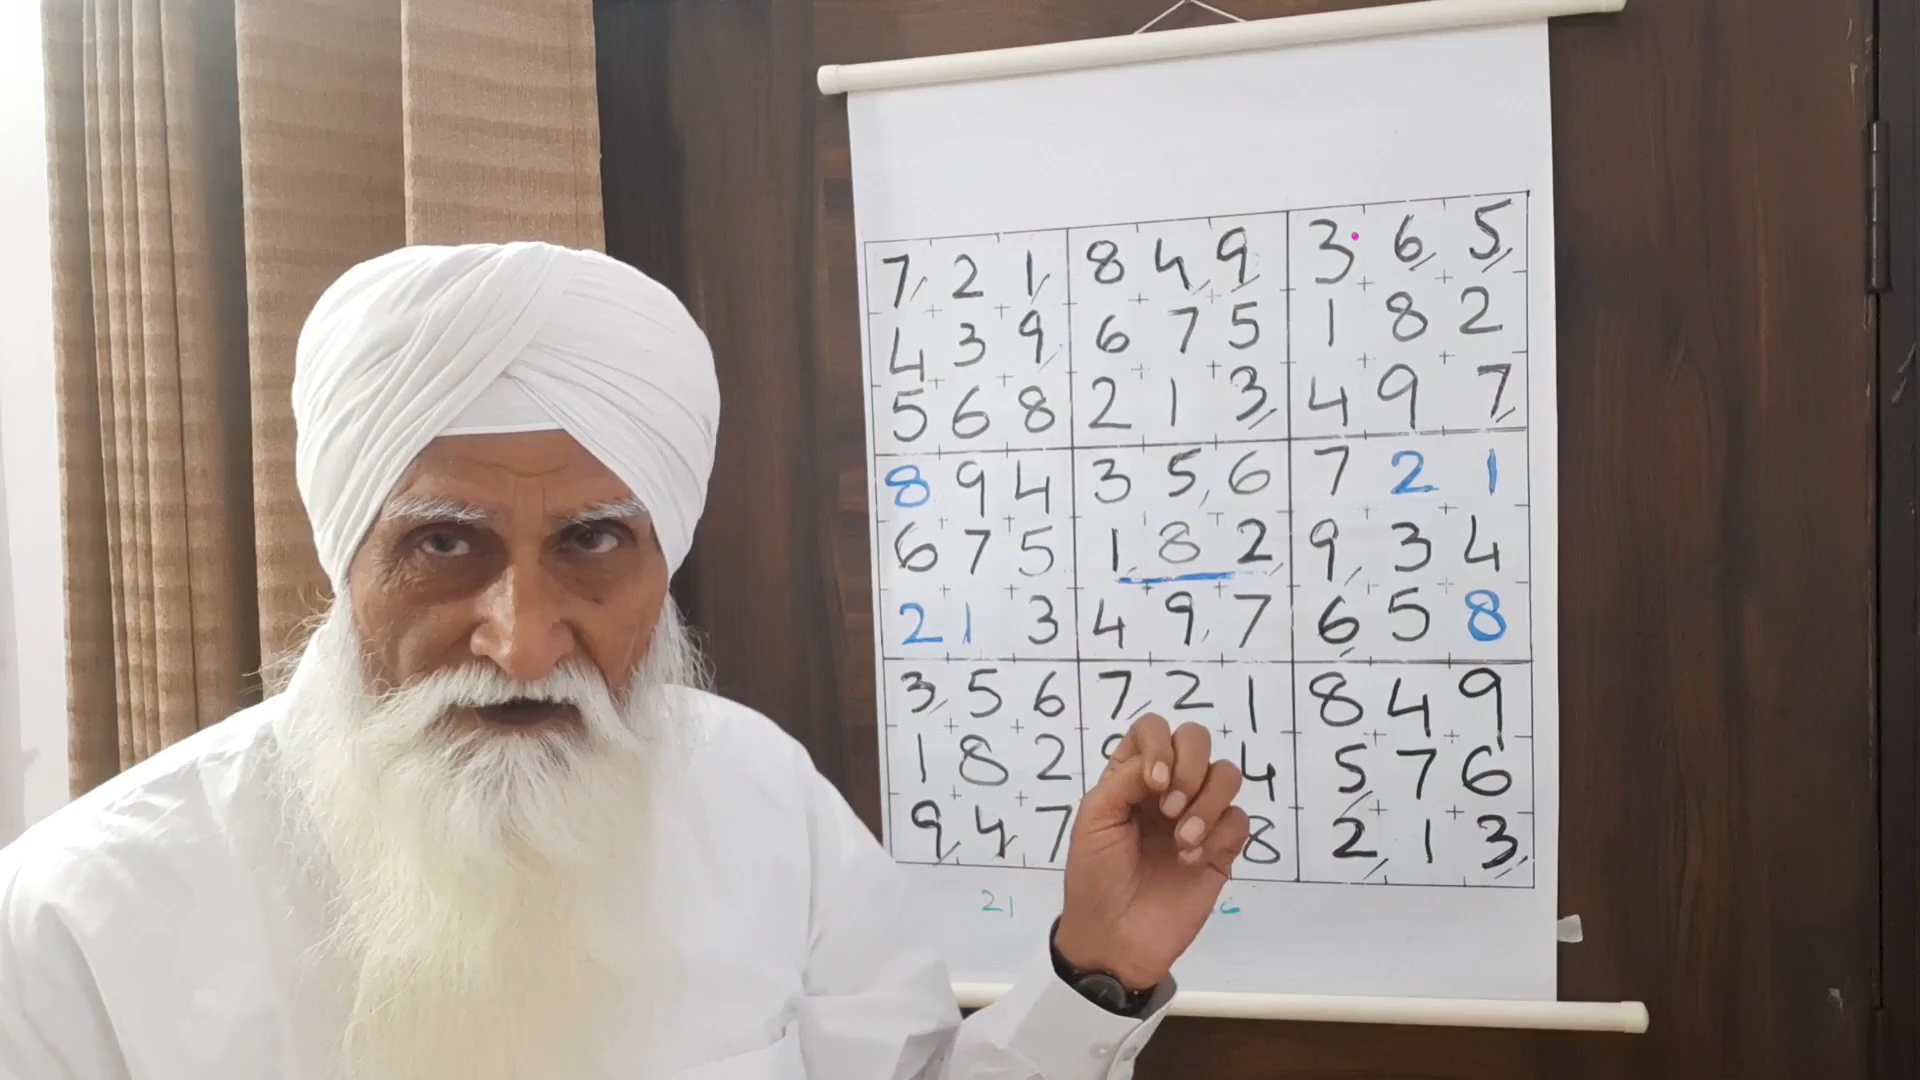 7 2 1 8 4 9 3 6 5
4 3 9 6 7 5 1 8 2
5 6 8 2 1 3 4 9 7
8 9 4 3 5 6 7 2 1
6 7 5 1 8 2 9 3 4
2 1 3 4 9 7 6 5 8
3 5 6 7 2 1 8 4 9
1 8 2 4 5 7 6
9 4 7 8 2 1 3
21